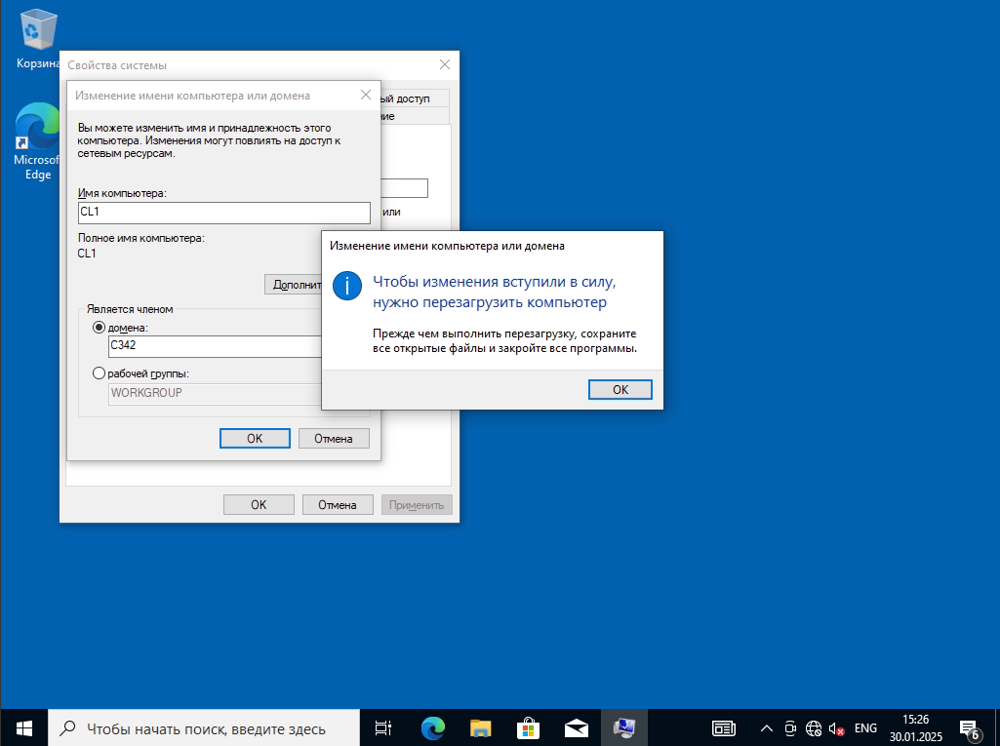 Корзина
Microsof
Edge
Свойства системы
ый доступ
ние
или
Изменение имени компьютера или домена
Вы можете изменить имя и принадлежность этого
компьютера. Изменения могут повлиять на доступ к
сетевым ресурсам.
Имя компьютера:
CL1
Полное имя компьютера:
CL1
Дополнит
Является членом
домена:
C342
рабочей группы:
WORKGROUP
OK
Отмена
Изменение имени компьютера или домена
Чтобы изменения вступили в силу,
нужно перезагрузить компьютер
Прежде чем выполнить перезагрузку, сохраните
все открытые файлы и закройте все программы.
OK
OK
Отмена
Применить
Чтобы начать поиск, введите здесь
ENG
15:26
30.01.2025
6